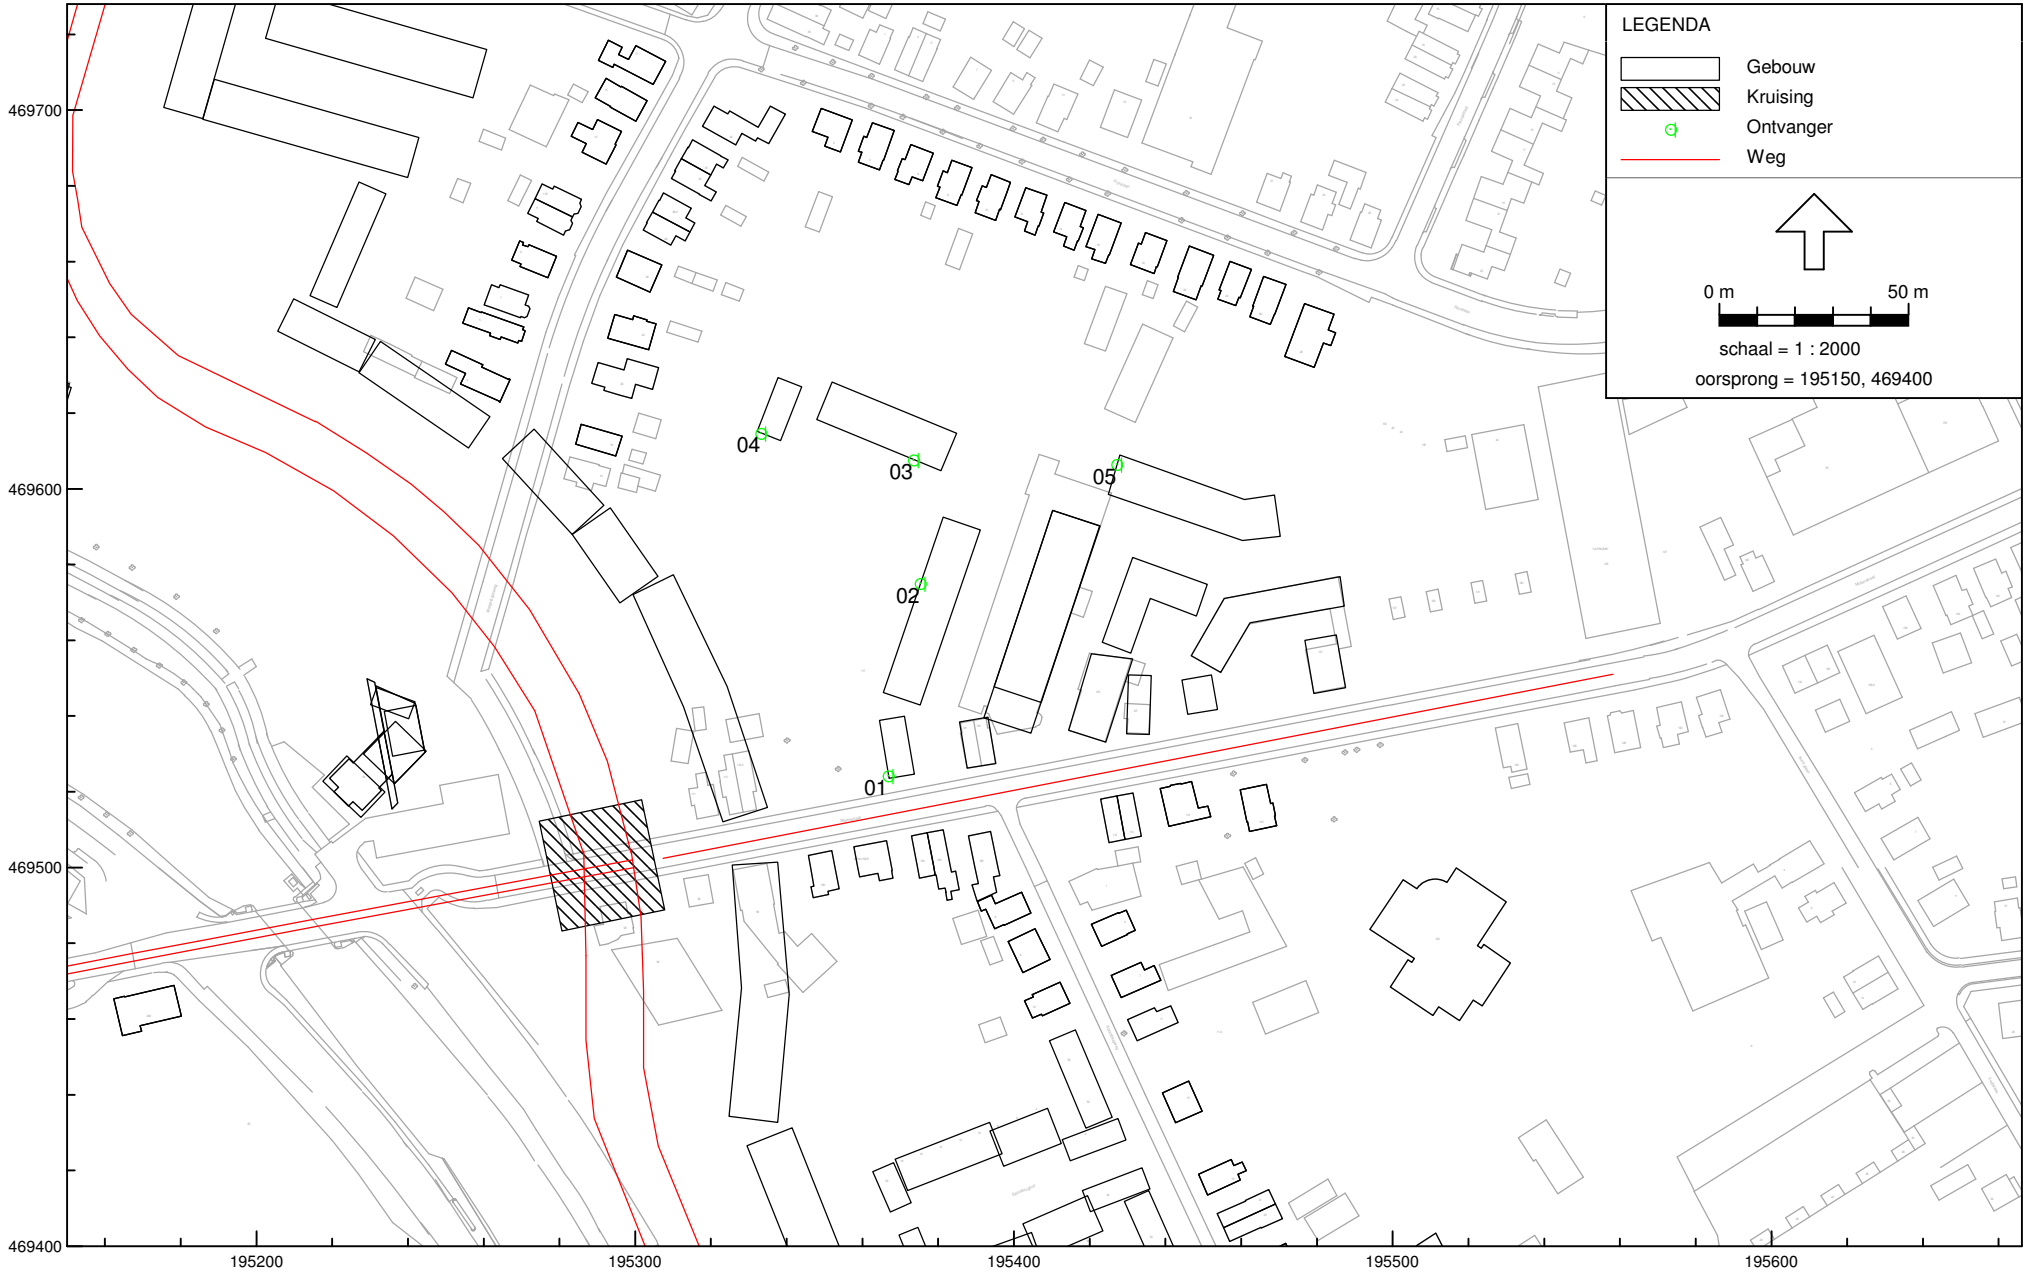 LEGENDA
Gebouw
Kruising
Ontvanger
Weg
0 m 50 m
schaal = 1 : 2000
oorsprong = 195150, 469400
469700
469600
469500
469400
04
03
05
02
01
195200 195300 195400 195500 195600